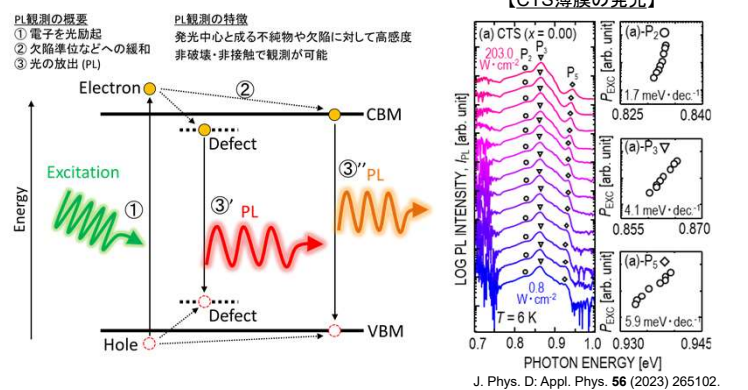 PL観測の概要
① 電子を光励起
② 欠陥準位などへの緩和
③ 光の放出 (PL)
PL観測の特徴
発光中心と成る不純物や欠陥に対して高感度
非破壊・非接触で観測が可能
Electron
②
CBM
Defect
Excitation
①
③'
PL
③''
PL
Energy
Defect
VBM
Hole
【CTS薄膜の発光】
(a) CTS (x = 0.00)
203.0
W·cm⁻²
P₂
P₃
P₅
LOG PL INTENSITY, IPL [arb. unit]
0.8
W·cm⁻²
T = 6 K
0.7 0.8 0.9 1.0
PHOTON ENERGY [eV]
PEXC [arb. unit]
(a)-P₂
1.7 meV·dec.⁻¹
0.825 0.840
PEXC [arb. unit]
(a)-P₃
4.1 meV·dec.⁻¹
0.855 0.870
PEXC [arb. unit]
(a)-P₅
5.9 meV·dec.⁻¹
0.930 0.945
J. Phys. D: Appl. Phys. 56 (2023) 265102.